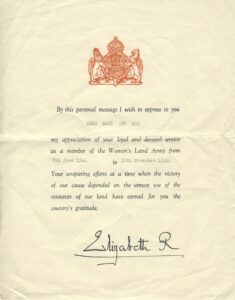 By this personal message I wish to express to you
my appreciation of your loyal and devoted service
as a member of the Women's Land Army from
to
Your unsparing efforts at a time when the victory
of our cause depended on the utmost use of the
resources of our land have earned for you the
country's gratitude.
Elizabeth R